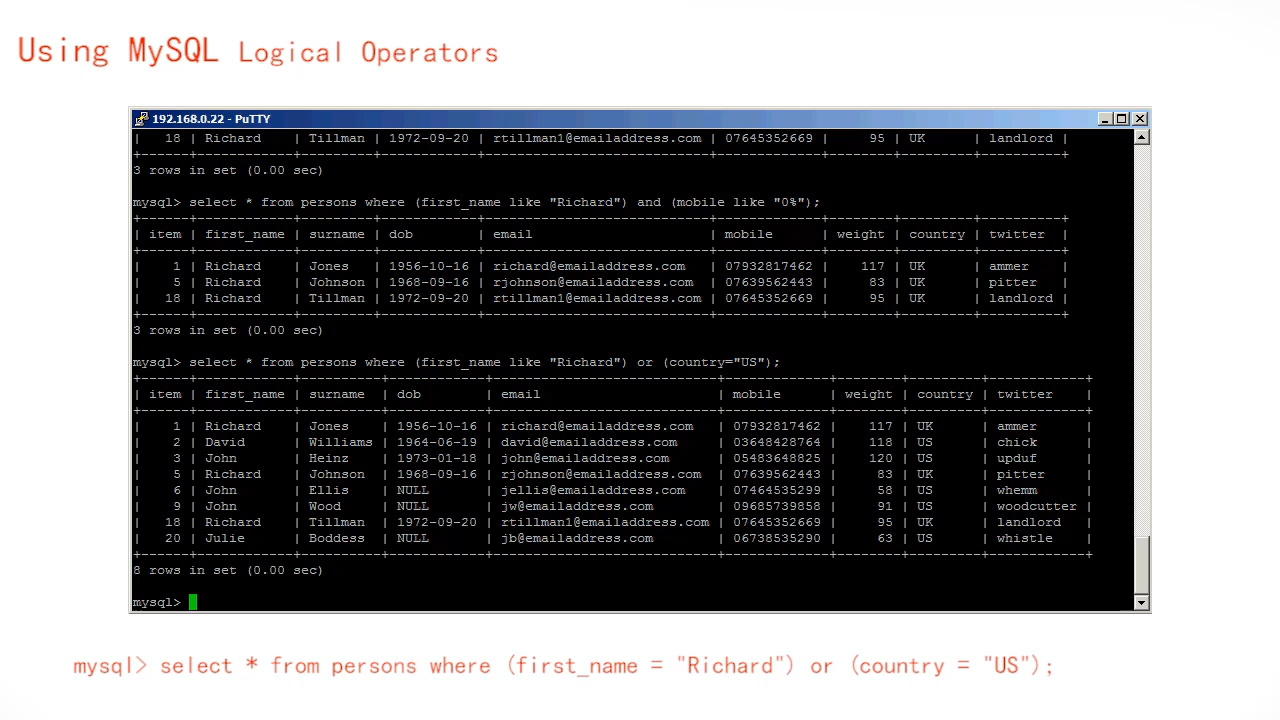 Using MySQL Logical Operators
192.168.0.22 - PuTTY
|   18 | Richard    | Tillman  | 1972-09-20 | rtillman1@emailaddress.com | 07645352669 |     95 | UK      | landlord |
+------+------------+----------+------------+----------------------------+-------------+--------+---------+----------+
3 rows in set (0.00 sec)
mysql> select * from persons where (first_name like "Richard") and (mobile like "0%");
+------+------------+----------+------------+----------------------------+-------------+--------+---------+----------+
| item | first_name | surname  | dob        | email                      | mobile      | weight | country | twitter  |
+------+------------+----------+------------+----------------------------+-------------+--------+---------+----------+
|    1 | Richard    | Jones    | 1956-10-16 | richard@emailaddress.com   | 07932817462 |    117 | UK      | ammer    |
|    5 | Richard    | Johnson  | 1968-09-16 | rjohnson@emailaddress.com  | 07639562443 |     83 | UK      | pitter   |
|   18 | Richard    | Tillman  | 1972-09-20 | rtillman1@emailaddress.com | 07645352669 |     95 | UK      | landlord |
+------+------------+----------+------------+----------------------------+-------------+--------+---------+----------+
3 rows in set (0.00 sec)
mysql> select * from persons where (first_name like "Richard") or (country="US");
+------+------------+----------+------------+----------------------------+-------------+--------+---------+------------+
| item | first_name | surname  | dob        | email                      | mobile      | weight | country | twitter    |
+------+------------+----------+------------+----------------------------+-------------+--------+---------+------------+
|    1 | Richard    | Jones    | 1956-10-16 | richard@emailaddress.com   | 07932817462 |    117 | UK      | ammer      |
|    2 | David      | Williams | 1964-06-19 | david@emailaddress.com     | 03648428764 |    118 | US      | chick      |
|    3 | John       | Heinz    | 1973-01-18 | john@emailaddress.com      | 05483648825 |    120 | US      | upduf      |
|    5 | Richard    | Johnson  | 1968-09-16 | rjohnson@emailaddress.com  | 07639562443 |     83 | UK      | pitter     |
|    6 | John       | Ellis    | NULL       | jellis@emailaddress.com    | 07464535299 |     58 | US      | whemm      |
|    9 | John       | Wood     | NULL       | jw@emailaddress.com        | 09685739858 |     91 | US      | woodcutter |
|   18 | Richard    | Tillman  | 1972-09-20 | rtillman1@emailaddress.com | 07645352669 |     95 | UK      | landlord   |
|   20 | Julie      | Boddess  | NULL       | jb@emailaddress.com        | 06738535290 |     63 | US      | whistle    |
+------+------------+----------+------------+----------------------------+-------------+--------+---------+------------+
8 rows in set (0.00 sec)
mysql>
mysql> select * from persons where (first_name = "Richard") or (country = "US");